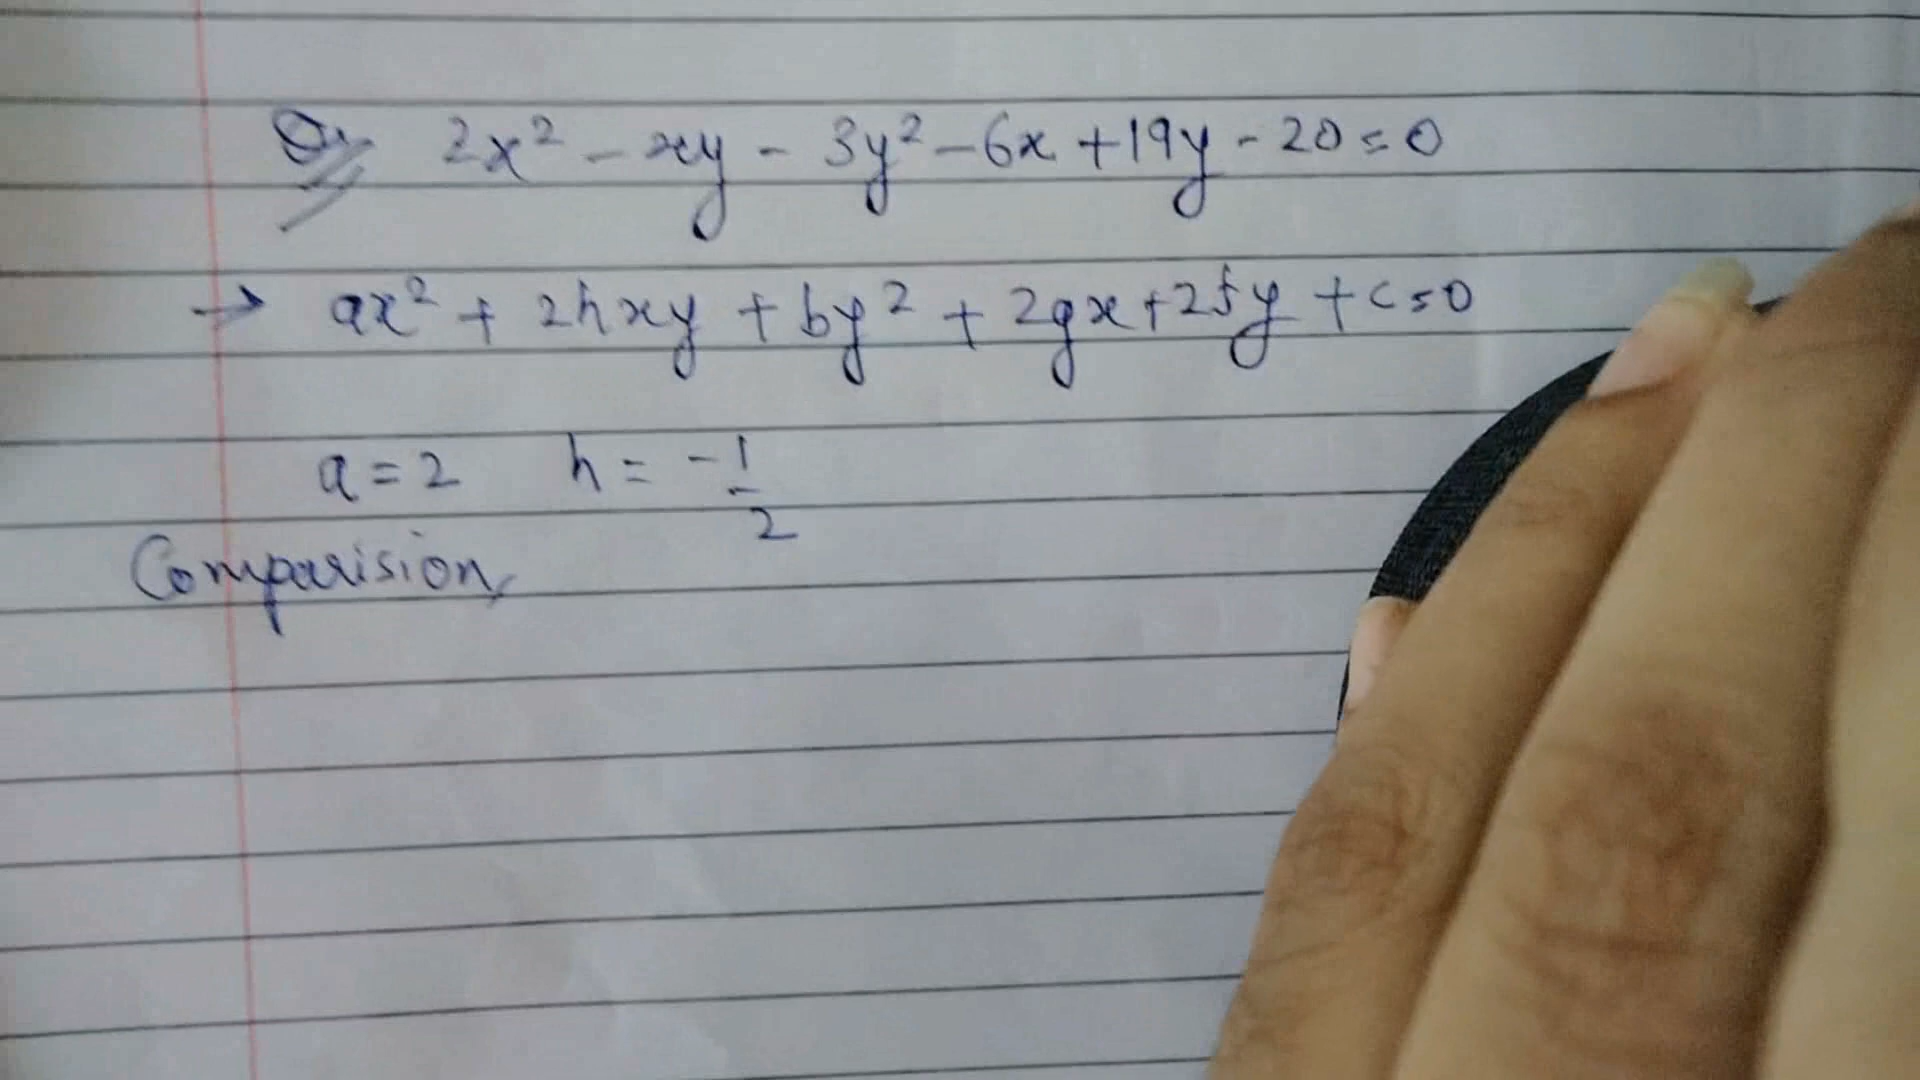 Q. 2x² - xy - 3y² - 6x + 19y - 20 = 0
→ ax² + 2hxy + by² + 2gx + 2fy + c = 0
a = 2 h = -1/2
Comparision,